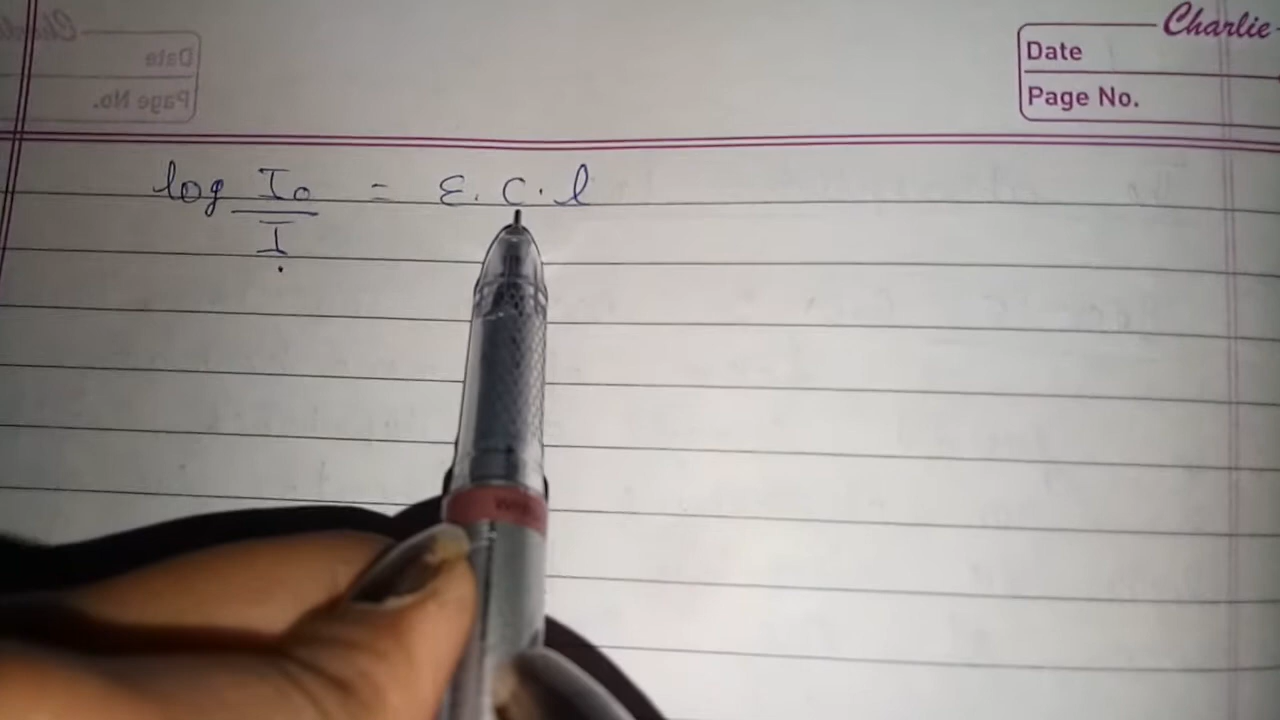 Charlie
Date
Page No.
log I₀ = ε. c. l
I